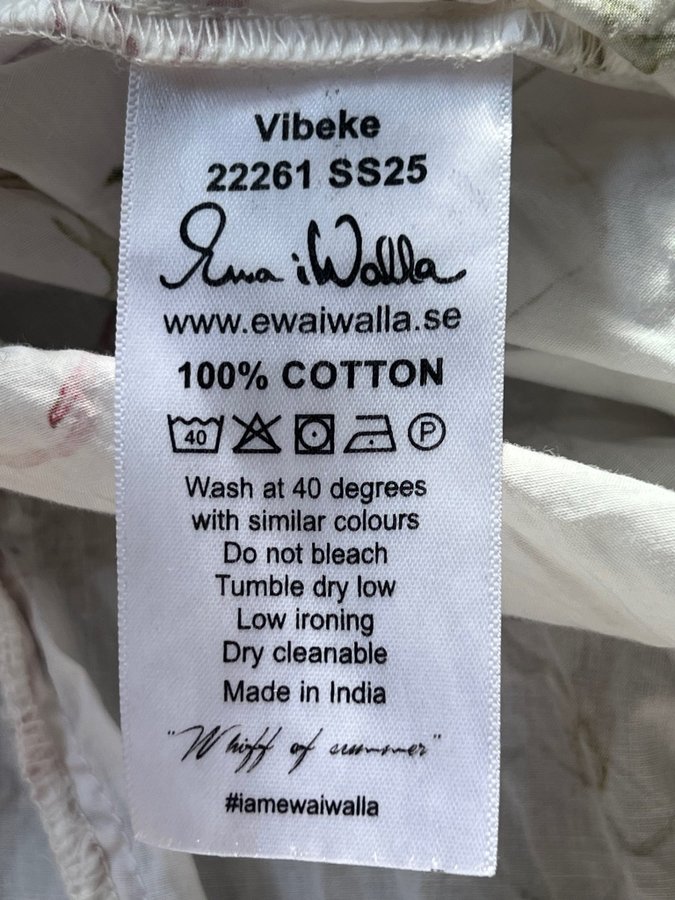 Vibeke
22261 SS25
Ewa i Walla
www.ewaiwalla.se
100% COTTON
40 P
Wash at 40 degrees
with similar colours
Do not bleach
Tumble dry low
Low ironing
Dry cleanable
Made in India
"Whiff of summer"
#iamewaiwalla